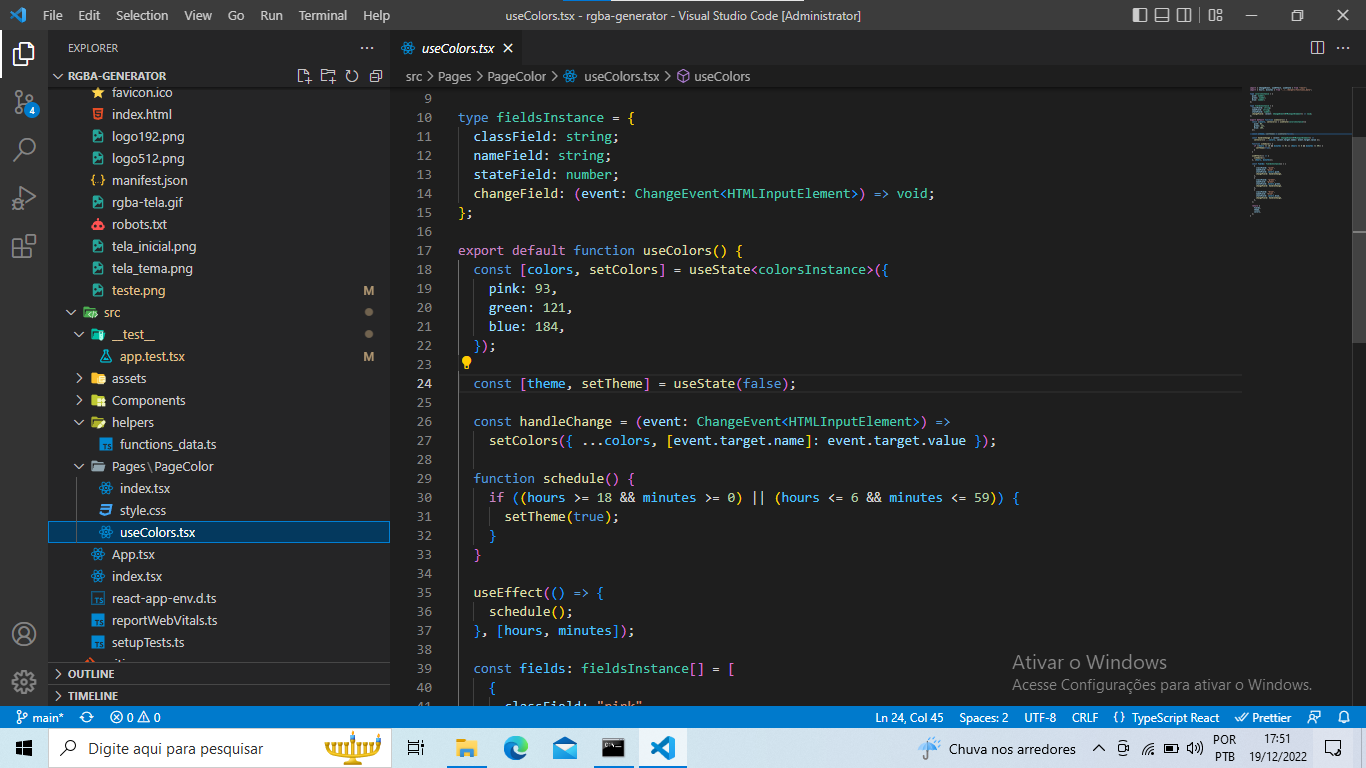 File Edit Selection View Go Run Terminal Help
useColors.tsx - rgba-generator - Visual Studio Code [Administrator]
EXPLORER
RGBA-GENERATOR
favicon.ico
index.html
logo192.png
logo512.png
manifest.json
rgba-tela.gif
robots.txt
tela_inicial.png
tela_tema.png
teste.png M
src
__test__
app.test.tsx M
assets
Components
helpers
functions_data.ts
Pages\PageColor
index.tsx
style.css
useColors.tsx
App.tsx
index.tsx
react-app-env.d.ts
reportWebVitals.ts
setupTests.ts
OUTLINE
TIMELINE
4
useColors.tsx
src > Pages > PageColor > useColors.tsx > useColors
9
10 type fieldsInstance = {
11 classField: string;
12 nameField: string;
13 stateField: number;
14 changeField: (event: ChangeEvent<HTMLInputElement>) => void;
15 };
16
17 export default function useColors() {
18 const [colors, setColors] = useState<colorsInstance>({
19 pink: 93,
20 green: 121,
21 blue: 184,
22 });
23
24 const [theme, setTheme] = useState(false);
25
26 const handleChange = (event: ChangeEvent<HTMLInputElement>) =>
27 setColors({ ...colors, [event.target.name]: event.target.value });
28
29 function schedule() {
30 if ((hours >= 18 && minutes >= 0) || (hours <= 6 && minutes <= 59)) {
31 setTheme(true);
32 }
33 }
34
35 useEffect(() => {
36 schedule();
37 }, [hours, minutes]);
38
39 const fields: fieldsInstance[] = [
40 {
41 classField: "pink"
Ativar o Windows
Acesse Configurações para ativar o Windows.
main* 0 0 Ln 24, Col 45 Spaces: 2 UTF-8 CRLF {} TypeScript React Prettier
Digite aqui para pesquisar
Chuva nos arredores
POR
PTB
17:51
19/12/2022